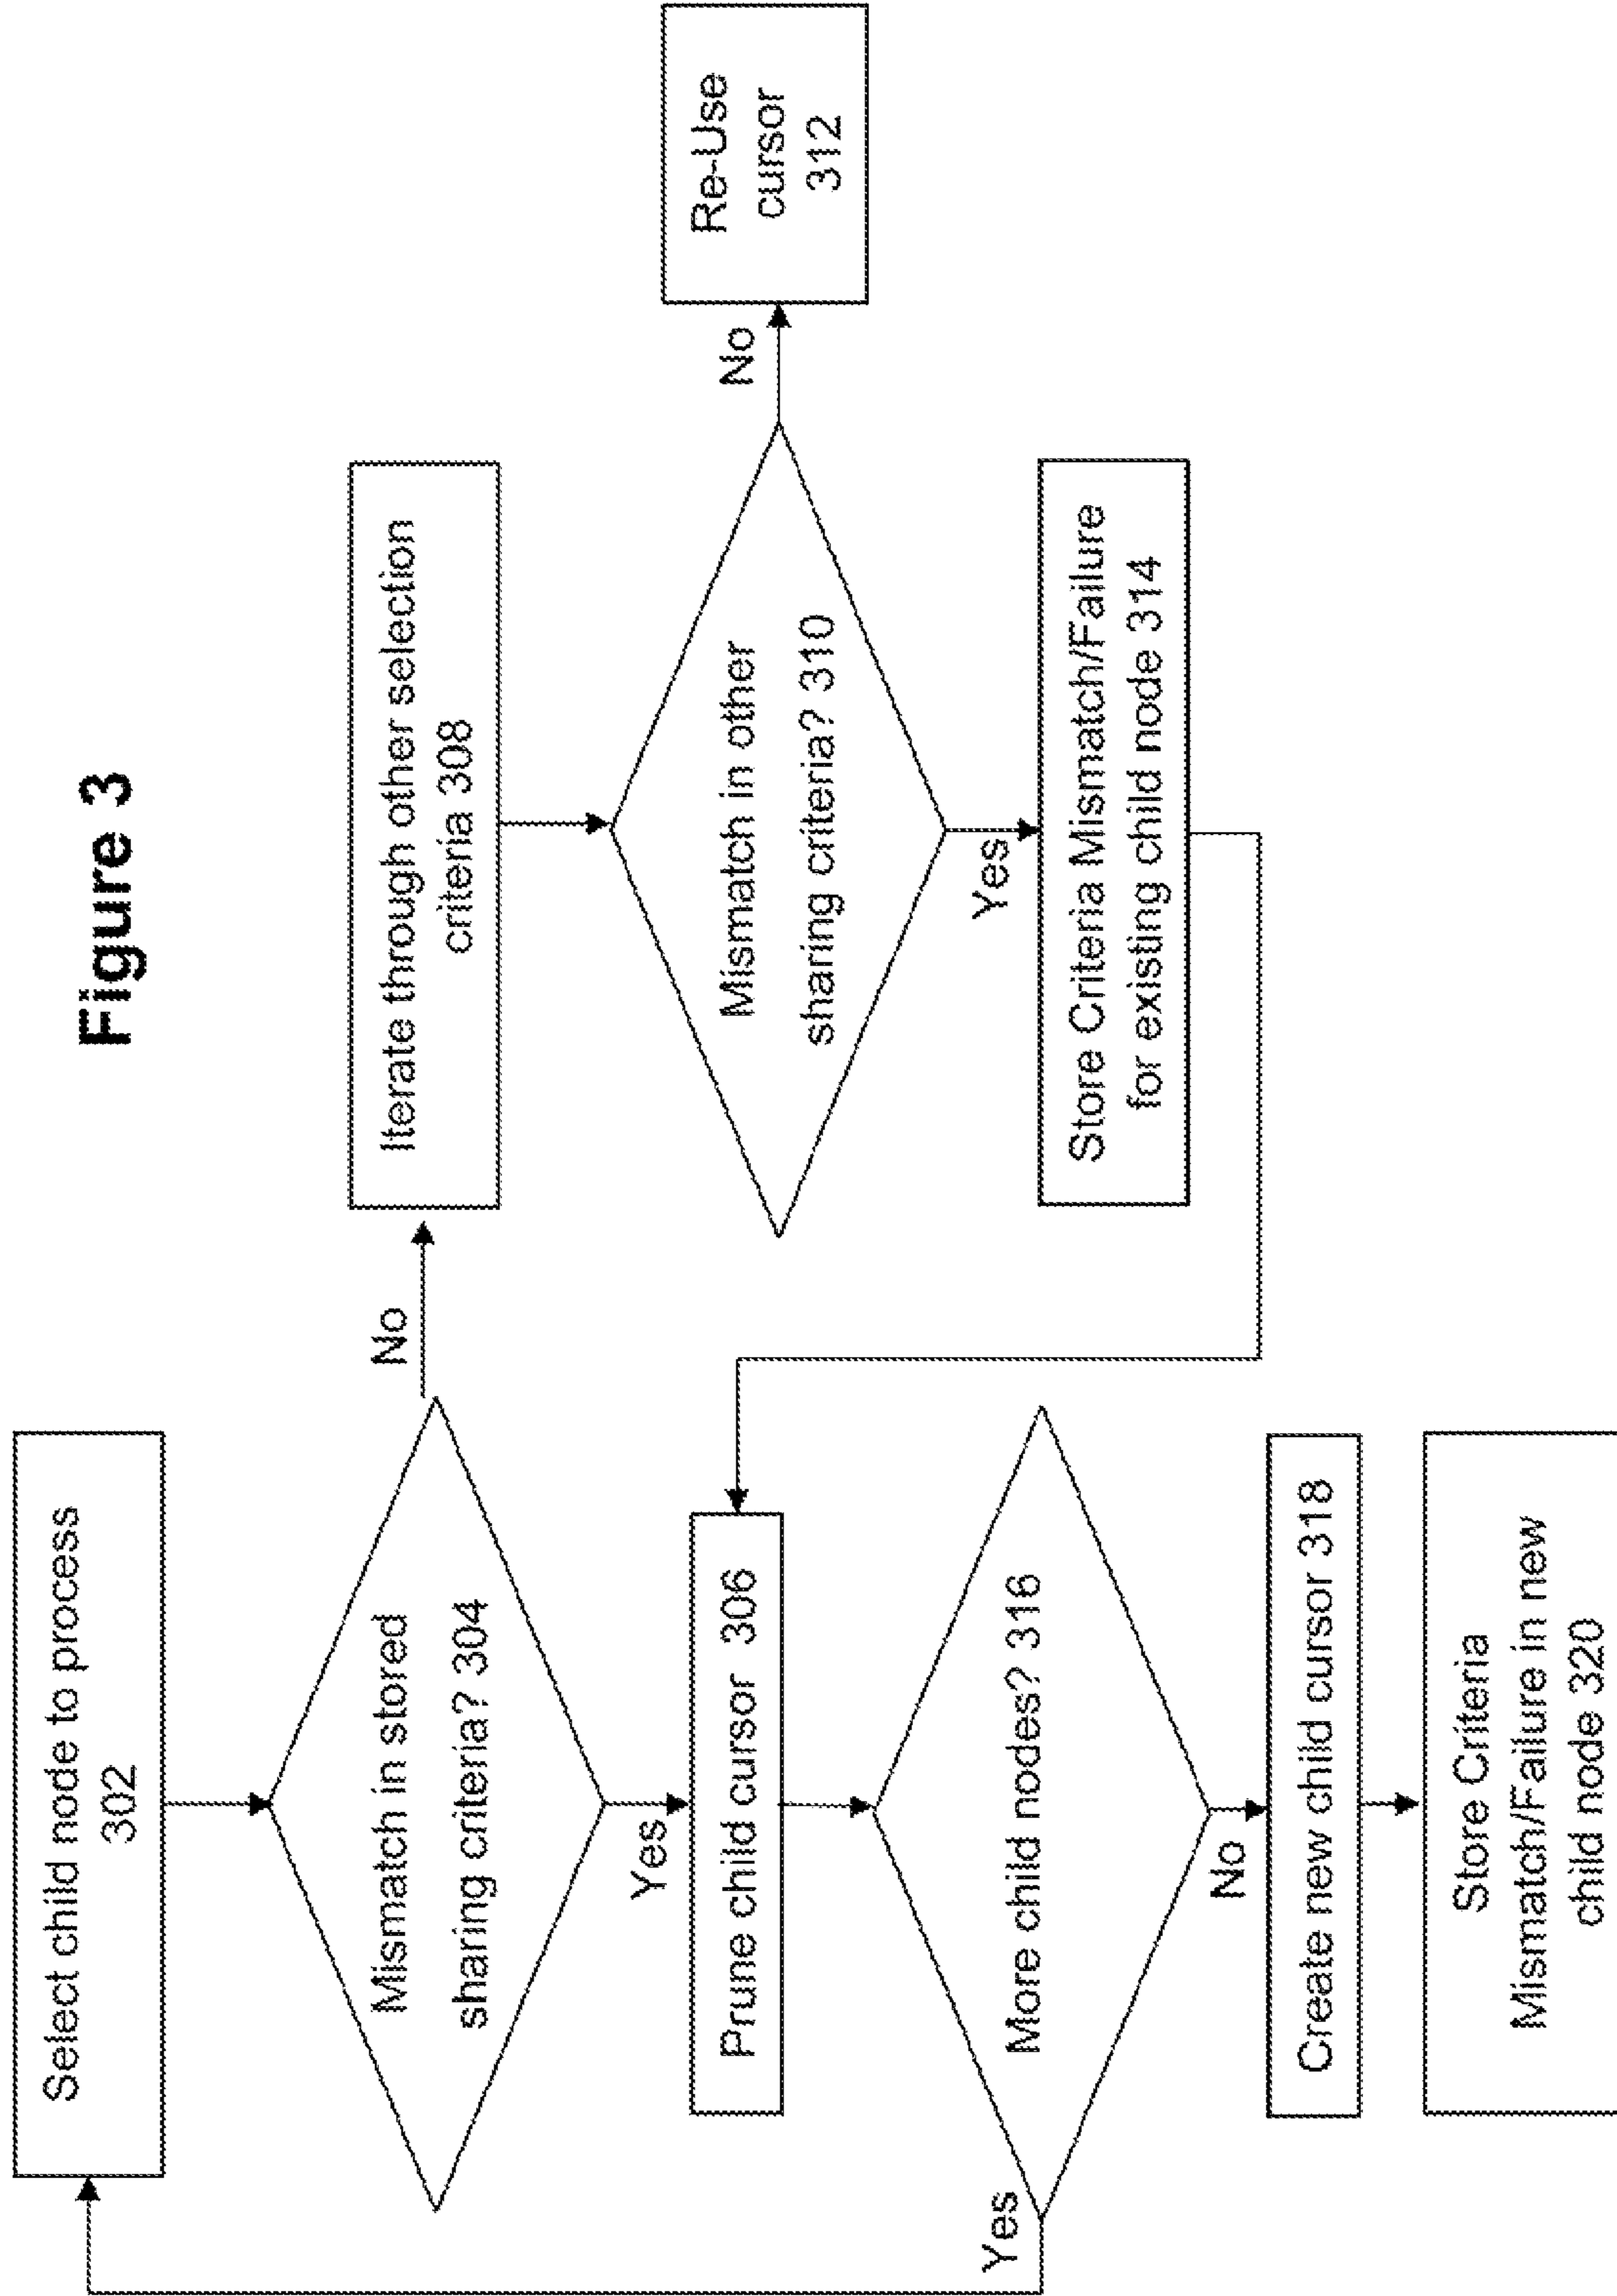 Figure 3
Select child node to process
302
Mismatch in stored
sharing criteria? 304
No
Yes
Iterate through other selection
criteria 308
Mismatch in other
sharing criteria? 310
No
Re-Use
cursor
312
Yes
Store Criteria Mismatch/Failure
for existing child node 314
Prune child cursor 306
More child nodes? 316
Yes
No
Create new child cursor 318
Store Criteria
Mismatch/Failure in new
child node 320